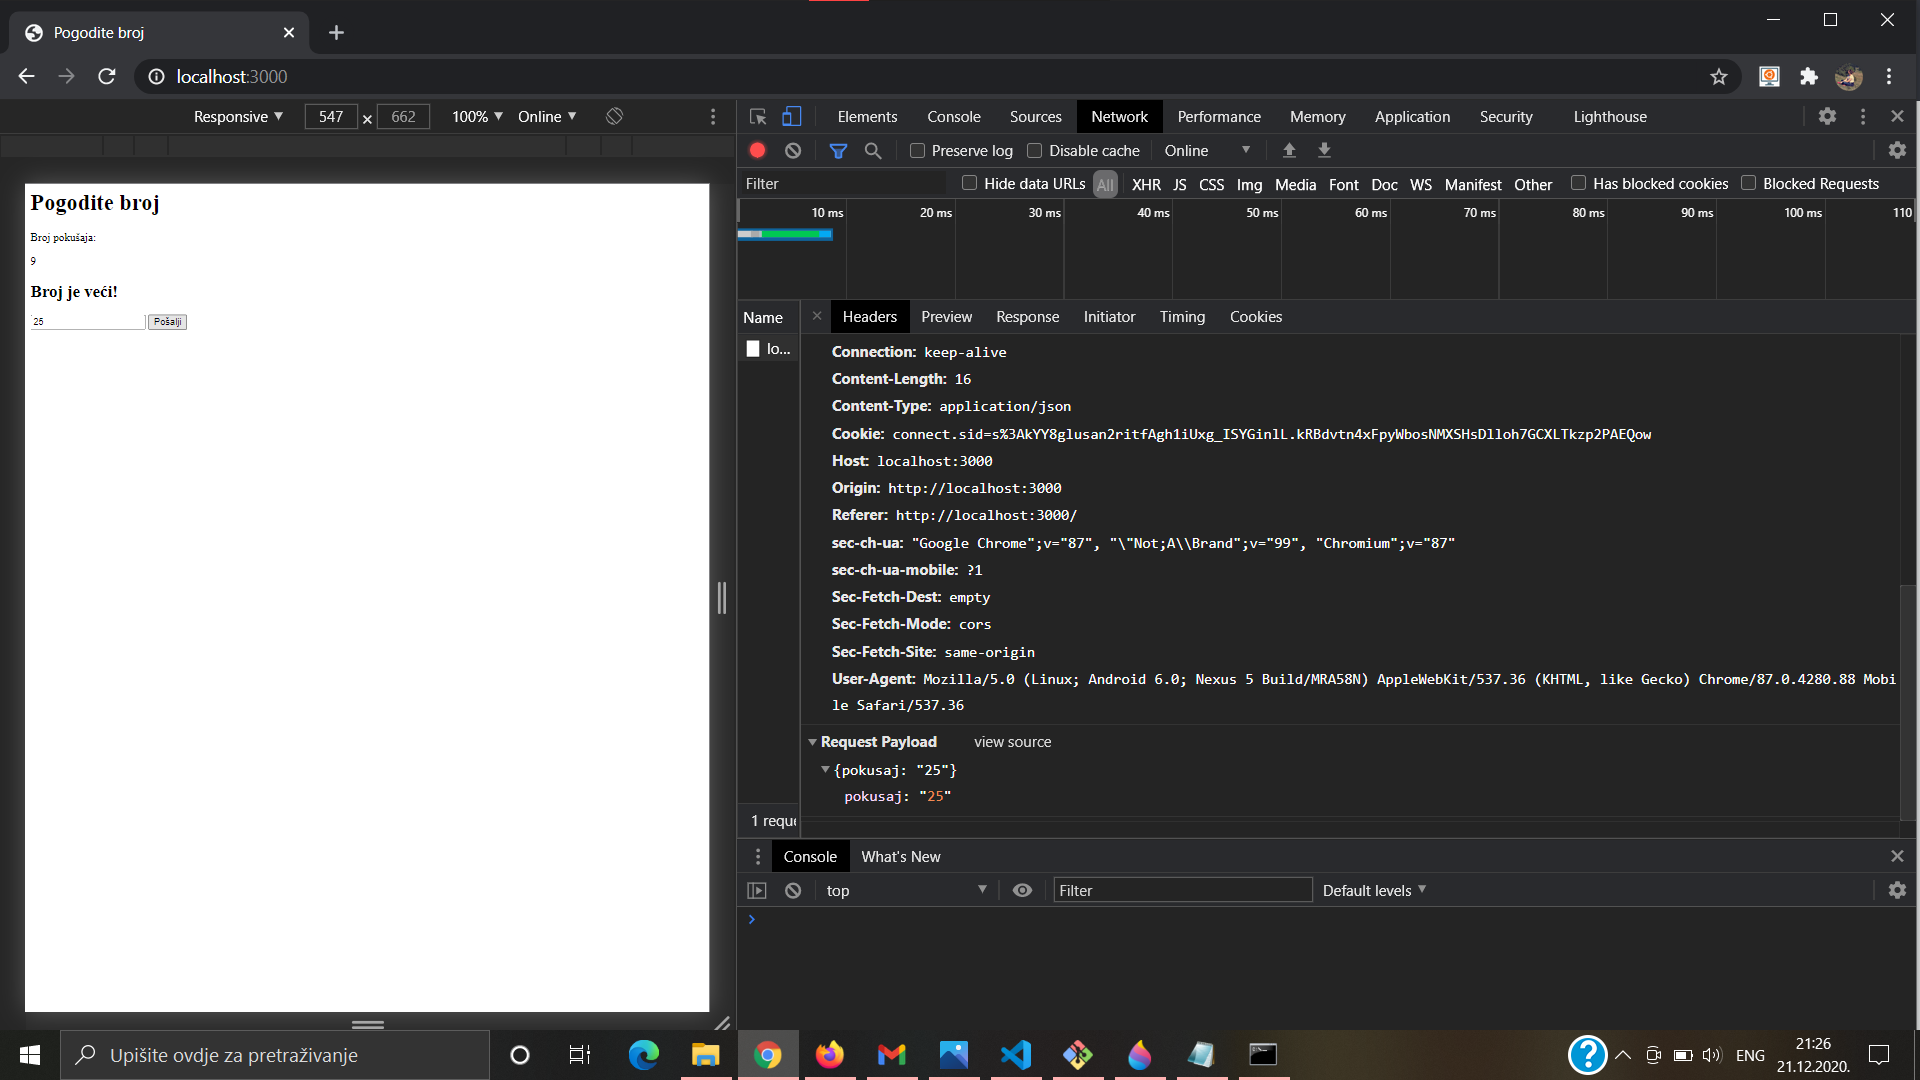 Pogodite broj
localhost:3000
Responsive 547 × 662 100% Online
Elements Console Sources Network Performance Memory Application Security Lighthouse
Preserve log Disable cache Online
Filter Hide data URLs All XHR JS CSS Img Media Font Doc WS Manifest Other Has blocked cookies Blocked Requests
10 ms 20 ms 30 ms 40 ms 50 ms 60 ms 70 ms 80 ms 90 ms 100 ms 110
Pogodite broj
Broj pokušaja:
9
Broj je veći!
25 Pošalji
Name Headers Preview Response Initiator Timing Cookies
lo...
Connection: keep-alive
Content-Length: 16
Content-Type: application/json
Cookie: connect.sid=s%3AkYY8glusan2ritfAgh1iUxg_ISYGinlL.kRBdvtn4xFpyWbosNMXSHsDlloh7GCXLTkzp2PAEQow
Host: localhost:3000
Origin: http://localhost:3000
Referer: http://localhost:3000/
sec-ch-ua: "Google Chrome";v="87", "\"Not;A\\Brand";v="99", "Chromium";v="87"
sec-ch-ua-mobile: ?1
Sec-Fetch-Dest: empty
Sec-Fetch-Mode: cors
Sec-Fetch-Site: same-origin
User-Agent: Mozilla/5.0 (Linux; Android 6.0; Nexus 5 Build/MRA58N) AppleWebKit/537.36 (KHTML, like Gecko) Chrome/87.0.4280.88 Mobi
le Safari/537.36
Request Payload view source
{pokusaj: "25"}
pokusaj: "25"
1 reque
Console What's New
top Filter Default levels
Upišite ovdje za pretraživanje
ENG
21:26
21.12.2020.